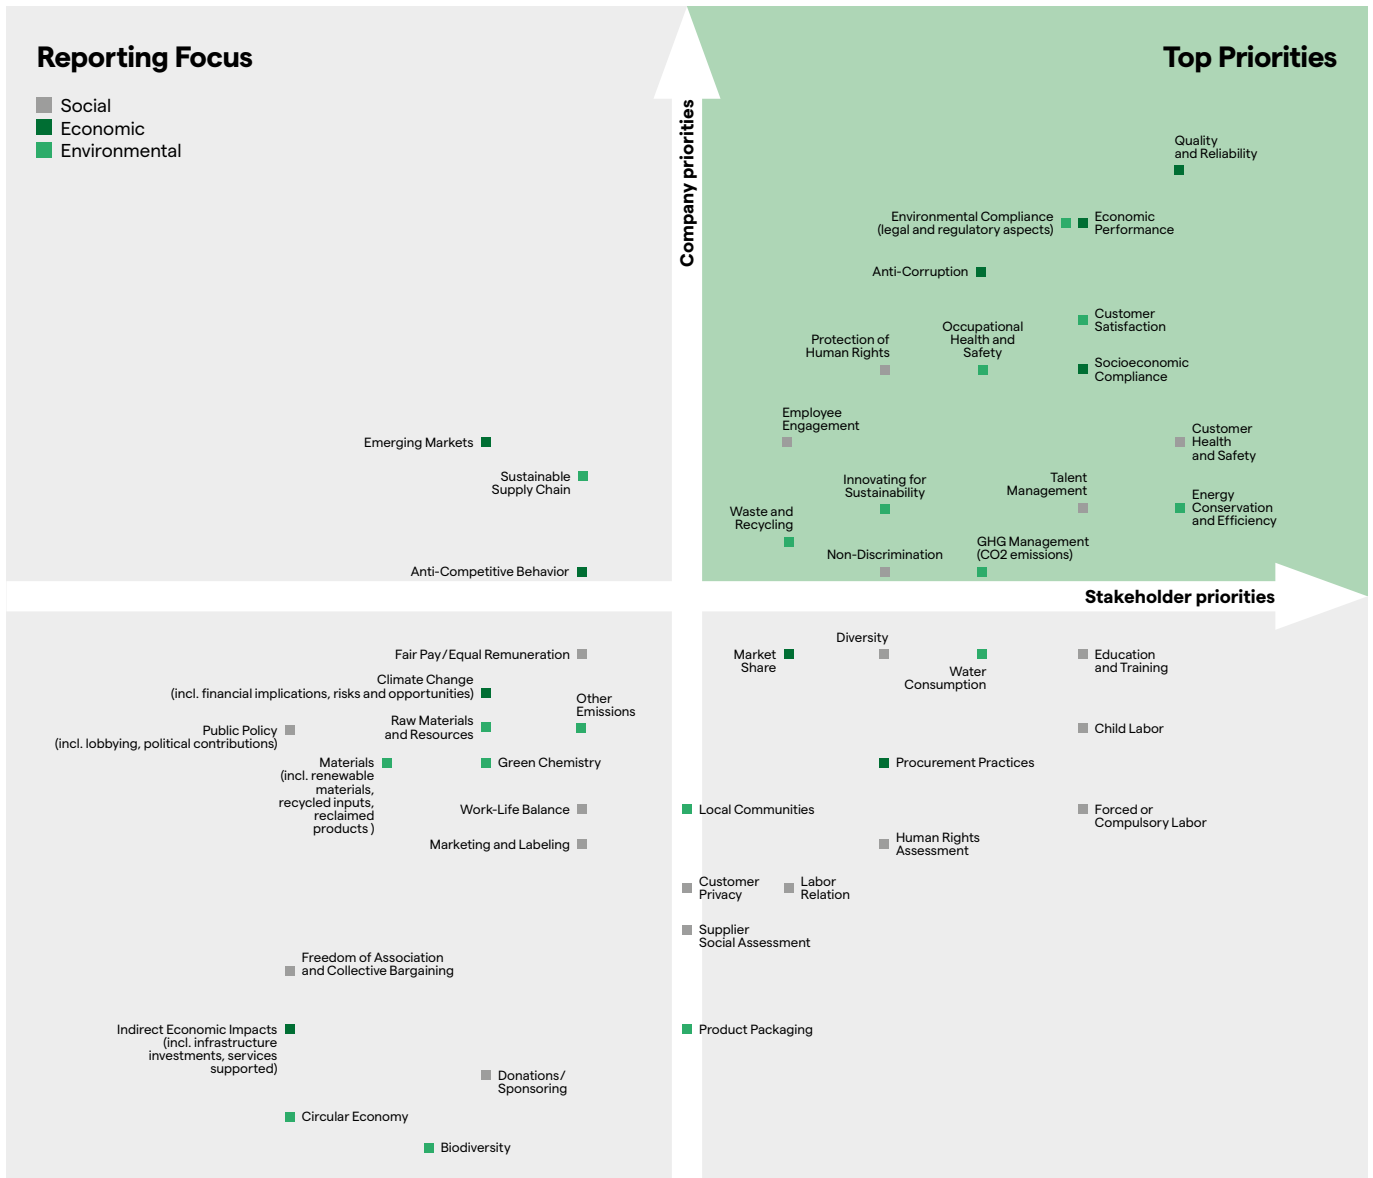 Reporting Focus
Social
Economic
Environmental
Top Priorities
Company priorities
Quality
and Reliability
Environmental Compliance
(legal and regulatory aspects)
Economic
Performance
Anti-Corruption
Customer
Satisfaction
Protection of
Human Rights
Occupational
Health and
Safety
Socioeconomic
Compliance
Employee
Engagement
Customer
Health
and Safety
Emerging Markets
Sustainable
Supply Chain
Innovating for
Sustainability
Talent
Management
Energy
Conservation
and Efficiency
Waste and
Recycling
Non-Discrimination
GHG Management
(CO2 emissions)
Anti-Competitive Behavior
Stakeholder priorities
Fair Pay/Equal Remuneration
Climate Change
(incl. financial implications, risks and opportunities)
Other
Emissions
Public Policy
(incl. lobbying, political contributions)
Raw Materials
and Resources
Materials
(incl. renewable
materials,
recycled inputs,
reclaimed
products )
Green Chemistry
Work-Life Balance
Marketing and Labeling
Market
Share
Diversity
Water
Consumption
Education
and Training
Child Labor
Procurement Practices
Local Communities
Forced or
Compulsory Labor
Human Rights
Assessment
Customer
Privacy
Labor
Relation
Supplier
Social Assessment
Freedom of Association
and Collective Bargaining
Indirect Economic Impacts
(incl. infrastructure
investments, services
supported)
Product Packaging
Donations/
Sponsoring
Circular Economy
Biodiversity